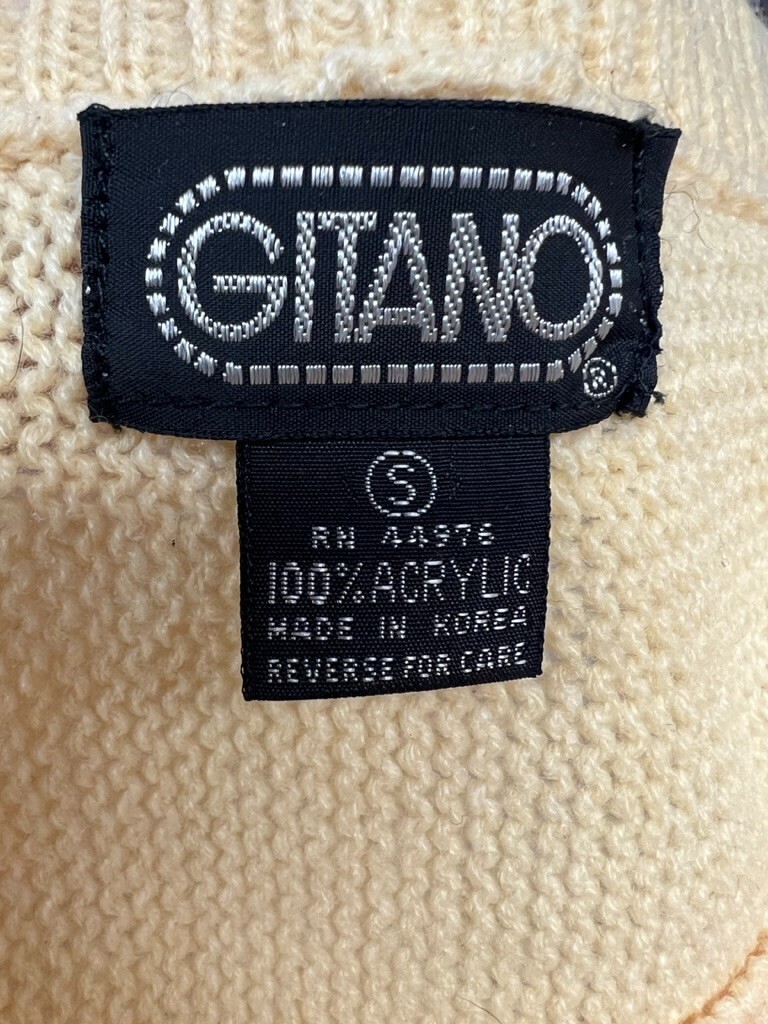 GITANO
®
S
RN 44976
100% ACRYLIC
MADE IN KOREA
REVERSE FOR CARE